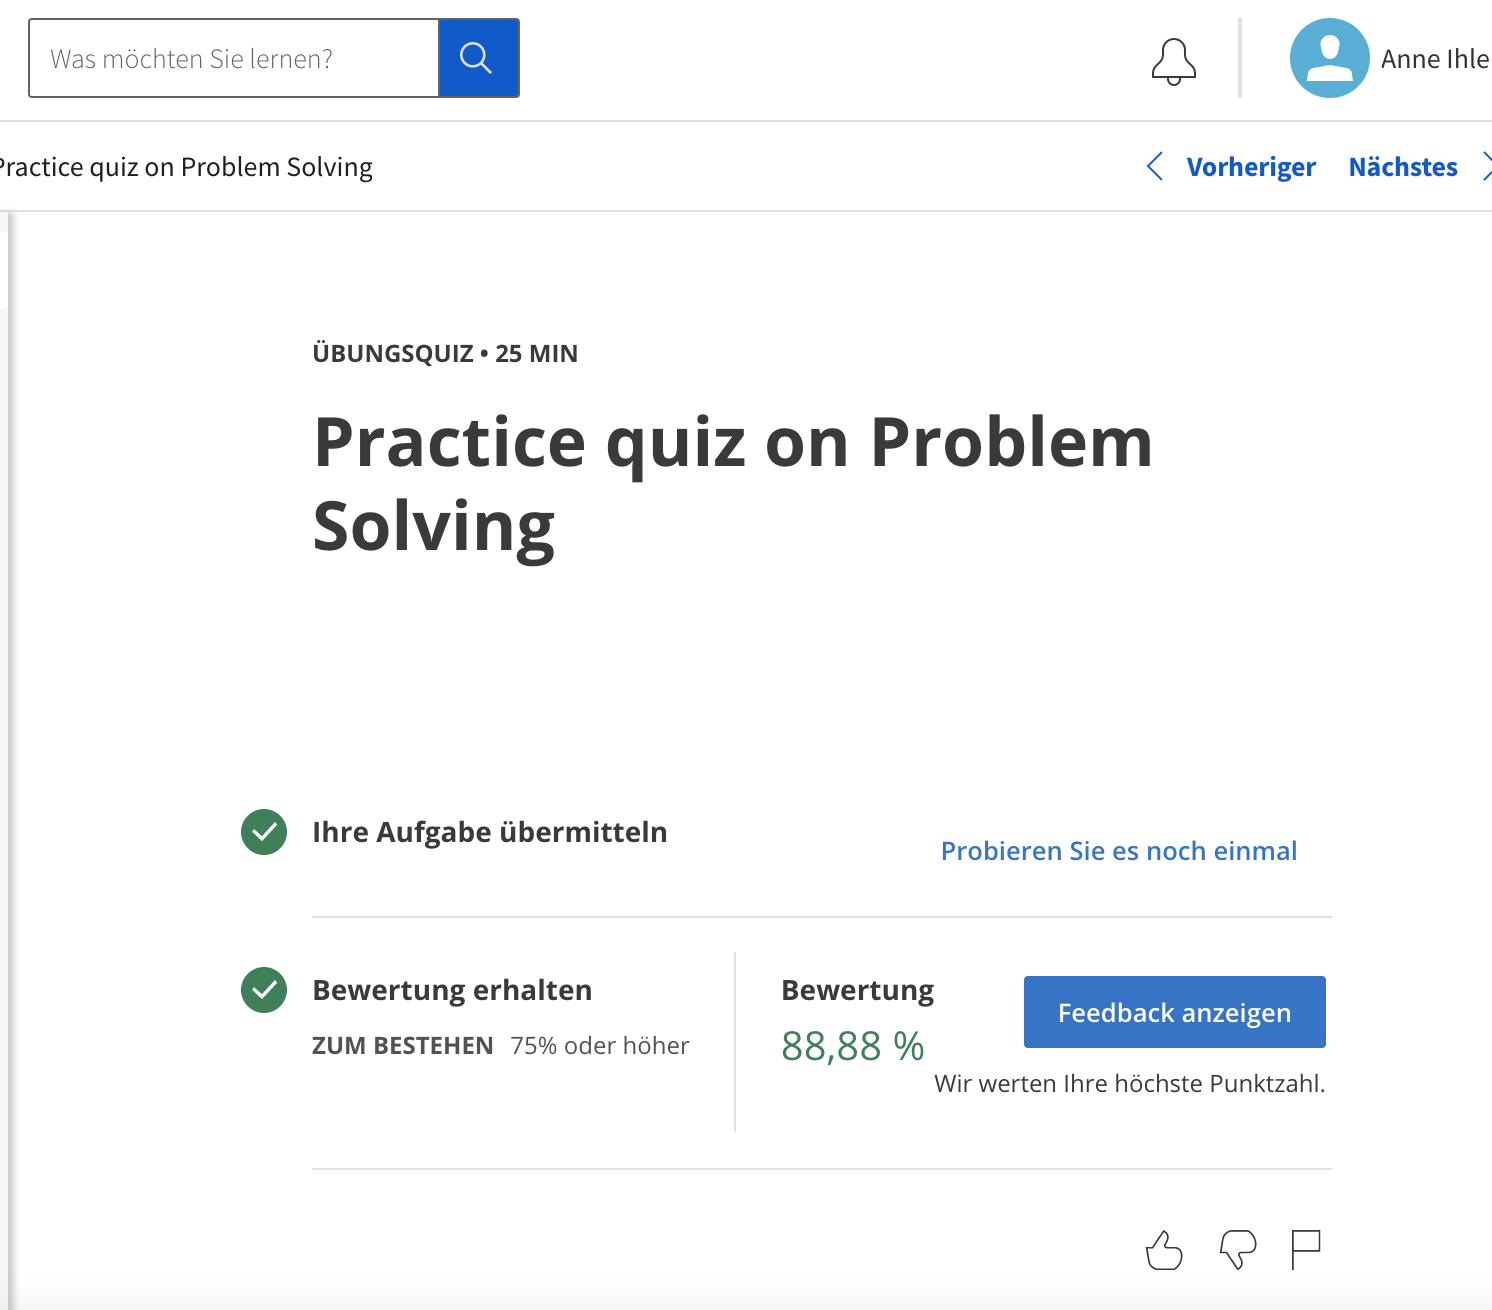 Was möchten Sie lernen?
Anne Ihle
Practice quiz on Problem Solving
Vorheriger
Nächstes
ÜBUNGSQUIZ • 25 MIN
Practice quiz on Problem
Solving
Ihre Aufgabe übermitteln
Probieren Sie es noch einmal
Bewertung erhalten
ZUM BESTEHEN 75% oder höher
Bewertung
88,88 %
Feedback anzeigen
Wir werten Ihre höchste Punktzahl.